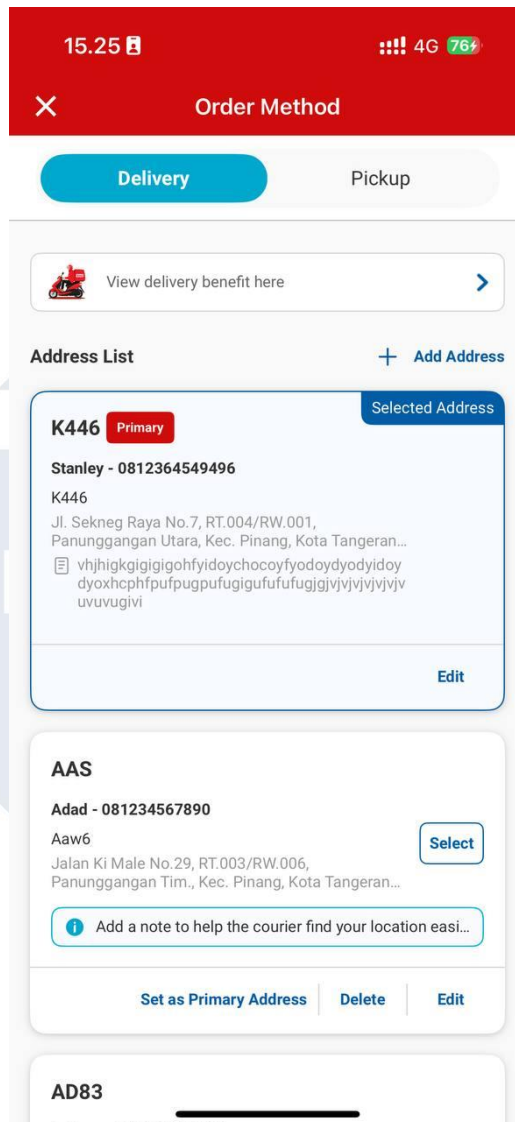 15.25
4G 76
Order Method
Delivery
Pickup
View delivery benefit here
Address List
Add Address
Selected Address
K446 Primary
Stanley - 0812364549496
K446
Jl. Sekneg Raya No.7, RT.004/RW.001,
Panunggangan Utara, Kec. Pinang, Kota Tangeran...
vhjhigkgigigigohfyidoychocoyfyodoydyodyidoy
dyoxhcphfpufpugpufugigufufufugjgjvjvjvjvjvjv
uvuvugivi
Edit
AAS
Adad - 081234567890
Aaw6
Select
Jalan Ki Male No.29, RT.003/RW.006,
Panunggangan Tim., Kec. Pinang, Kota Tangeran...
Add a note to help the courier find your location easi...
Set as Primary Address
Delete
Edit
AD83